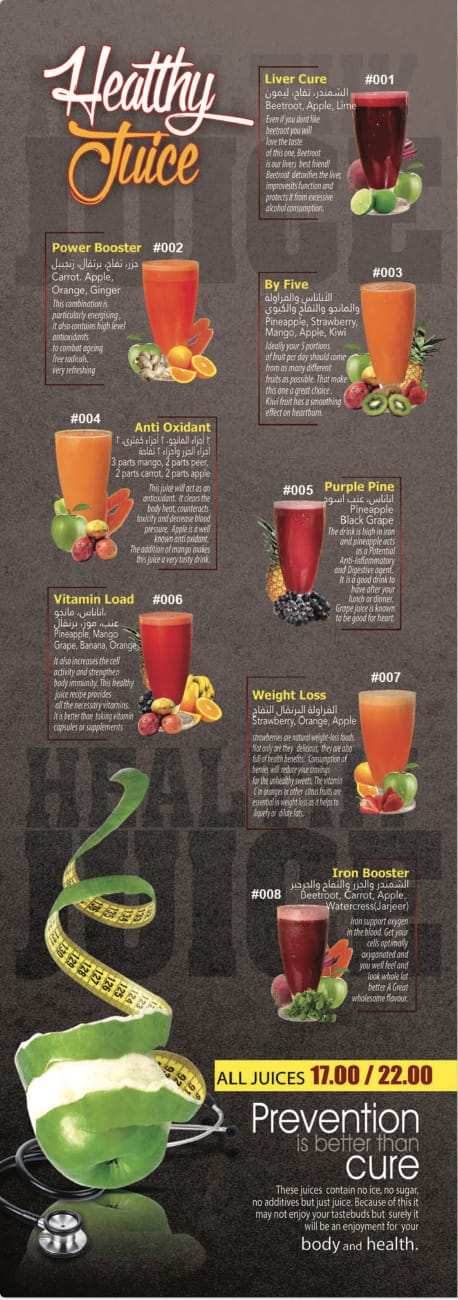 Healthy
Juice
Liver Cure
#001
الشمندر، تفاح، ليمون
Beetroot, Apple, Lime
Even if you dont like
beetroot you will
love the taste
of this one, Beetroot
is our livers best friend!
Beetroot detoxifies the liver,
improvesits function and
protects it from excessive
alcohol consumption.
Power Booster
#002
جزر، تفاح، برتقال، زنجبيل
Carrot. Apple,
Orange, Ginger
This combination is
particularly energising,
it also contains high level
antioxidants
to combat ageing
free radicals,
very refreshing
#003
By Five
الأناناس والفراولة
والمانجو والتفاح والكيوي
Pineapple, Strawberry,
Mango, Apple, Kiwi
Ideally your 5 portions
of fruit per day should come
from as many different
fruits as possible. That make
this one a great choice.
Kiwi fruit has a smoothing
effect on heartburn.
#004
Anti Oxidant
٢ أجزاء المانجو، ٢ أجزاء كمثرى، ٢
أجزاء الجزر وأجزاء ٢ تفاحة
3 parts mango, 2 parts peer,
2 parts carrot, 2 parts apple
This juice will act as an
antioxidant. It clears the
body heat, counteracts
toxicity and decrease blood
pressure, Apple is a well
known anti oxidant.
The addition of mango makes
this juice a very tasty drink.
#005
Purple Pine
اناناس، عنب اسود
Pineapple
Black Grape
The drink is high in iron
and pineapple acts
as a Potential
Anti-Inflammatory
and Digestive agent.
It is a good drink to
have after your
lunch or dinner.
Grape juice is known
to be good for heart.
Vitamin Load
#006
اناناس، مانجو،
عنب، موز، برتقال
Pineapple, Mango
Grape, Banana, Orange
It also increases the cell
activity and strengthen
body immunity. This healthy
juice recipe provides
all the necessary vitamins.
It is better than taking vitamin
capsules or supplements
#007
Weight Loss
الفراولة البرتقال التفاح
Strawberry, Orange, Apple
strawberries are natural weight-loss foods.
Not only are they delicious, they are also
full of health benefits. Consumption of
berries will reduce your cravings
for the unhealthy sweets. The vitamin
C in oranges or other citrus fruits are
essential in weight loss as it helps to
liquefy or dilute fats.
Iron Booster
#008
الشمندر والجزر والتفاح والجرجير
Beetroot, Carrot, Apple,
Watercress(Jarjeer)
Iron support oxygen
in the blood. Get your
cells optimally
oxyganated and
you well feel and
look whole lot
better A Great
wholesome flavour.
HEALTHY
JUICE
ALL JUICES 17.00 / 22.00
Prevention
is better than
cure
These juices contain no ice, no sugar,
no additives but just juice. Because of this it
may not enjoy your tastebuds but surely it
will be an enjoyment for your
body and health.